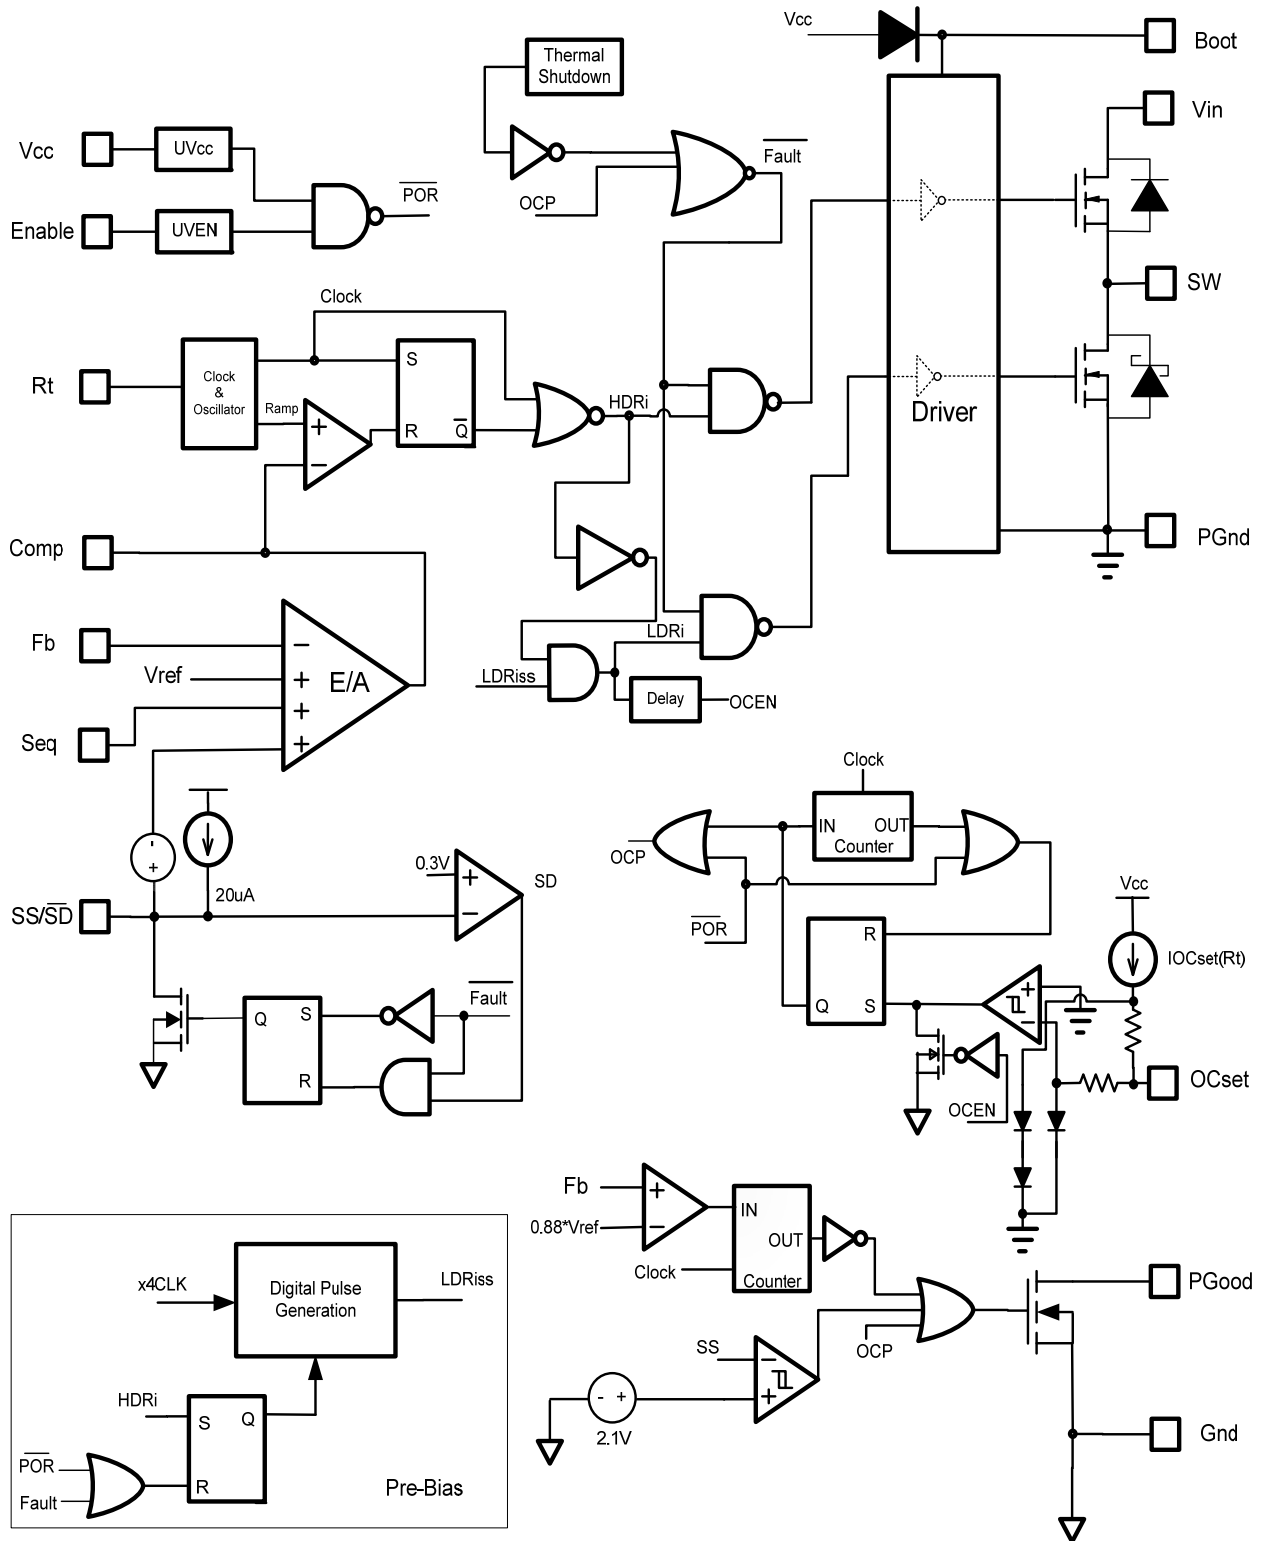 Vcc
Boot
Thermal
Shutdown
Vin
Vcc
UVcc
Fault
POR
OCP
Enable
UVEN
SW
Clock
Rt
Clock
&
Oscillator
Ramp
S
R
Q
HDRi
Driver
+
−
Comp
PGnd
Fb
−
Vref
+
E/A
+
Seq
+
LDRi
LDRiss
Delay
OCEN
Clock
IN
OUT
Counter
OCP
-
+
20uA
0.3V
+
−
SD
SS/SD
POR
R
Q
S
Vcc
IOCset(Rt)
+
−
Fault
Q
S
R
OCset
OCEN
Fb
+
0.88*Vref
−
IN
OUT
Clock
Counter
PGood
OCP
SS
−
+
- +
2.1V
Gnd
x4CLK
Digital Pulse
Generation
LDRiss
HDRi
S
Q
R
POR
Fault
Pre-Bias